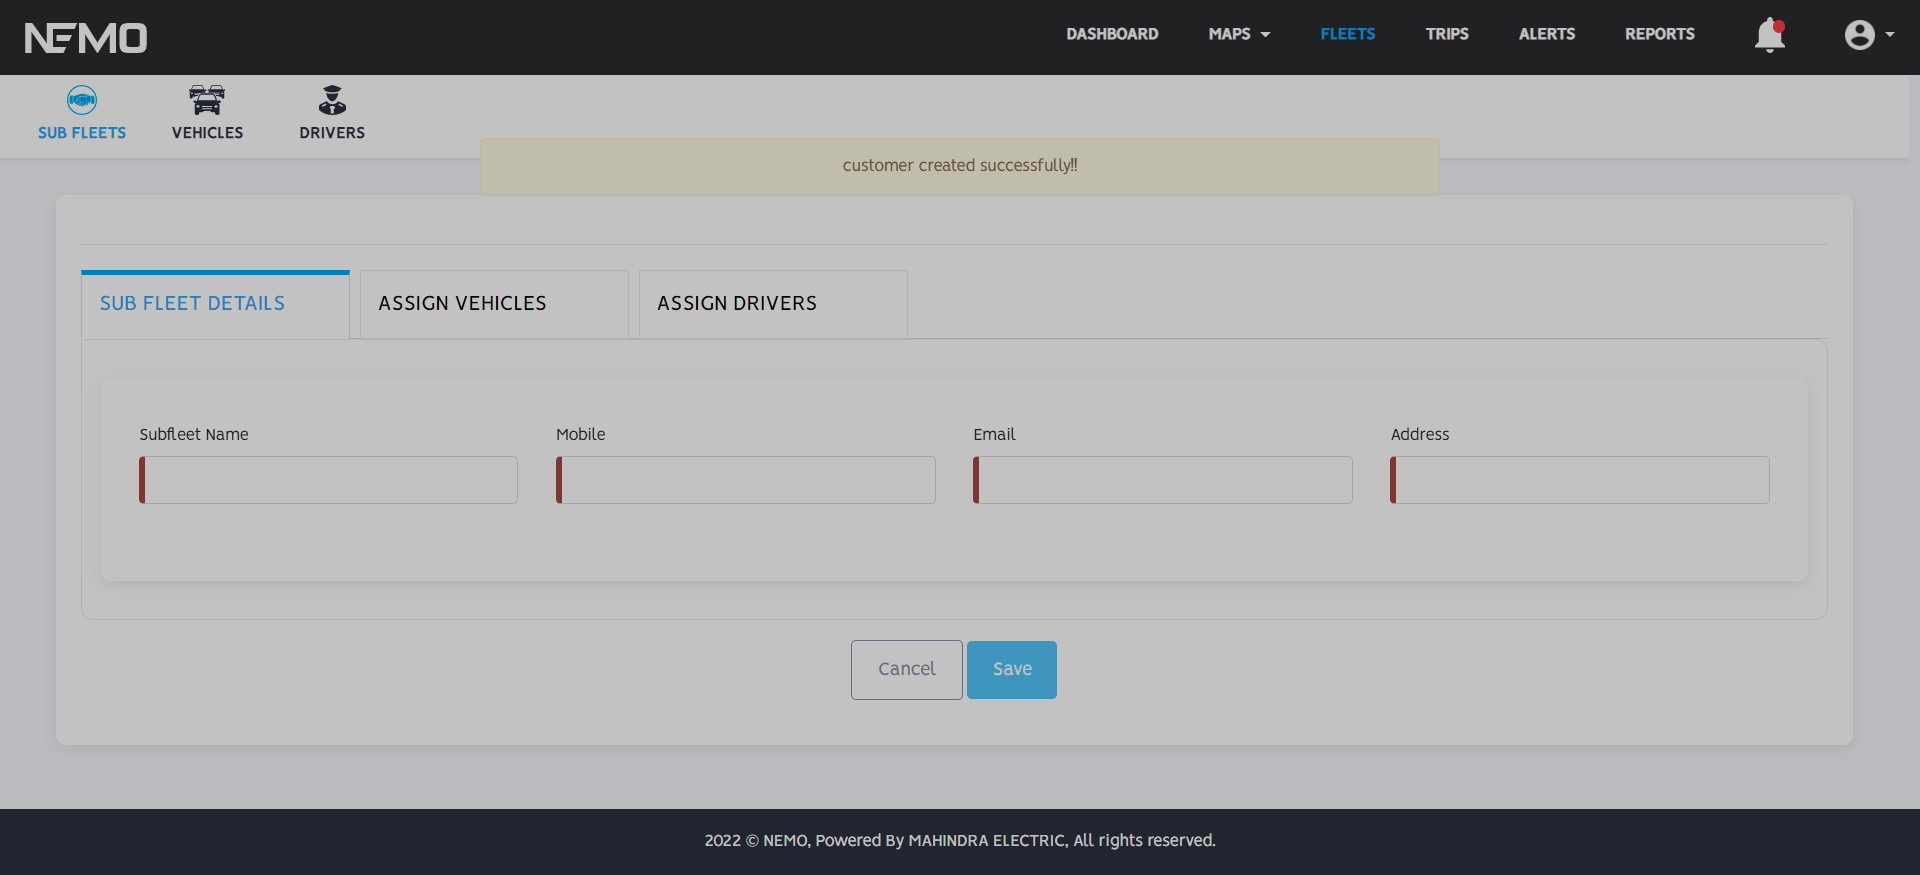 NEMO
DASHBOARD MAPS FLEETS TRIPS ALERTS REPORTS
SUB FLEETS VEHICLES DRIVERS
customer created successfully!!
SUB FLEET DETAILS ASSIGN VEHICLES ASSIGN DRIVERS
Subfleet Name Mobile Email Address
Cancel Save
2022 © NEMO, Powered By MAHINDRA ELECTRIC, All rights reserved.